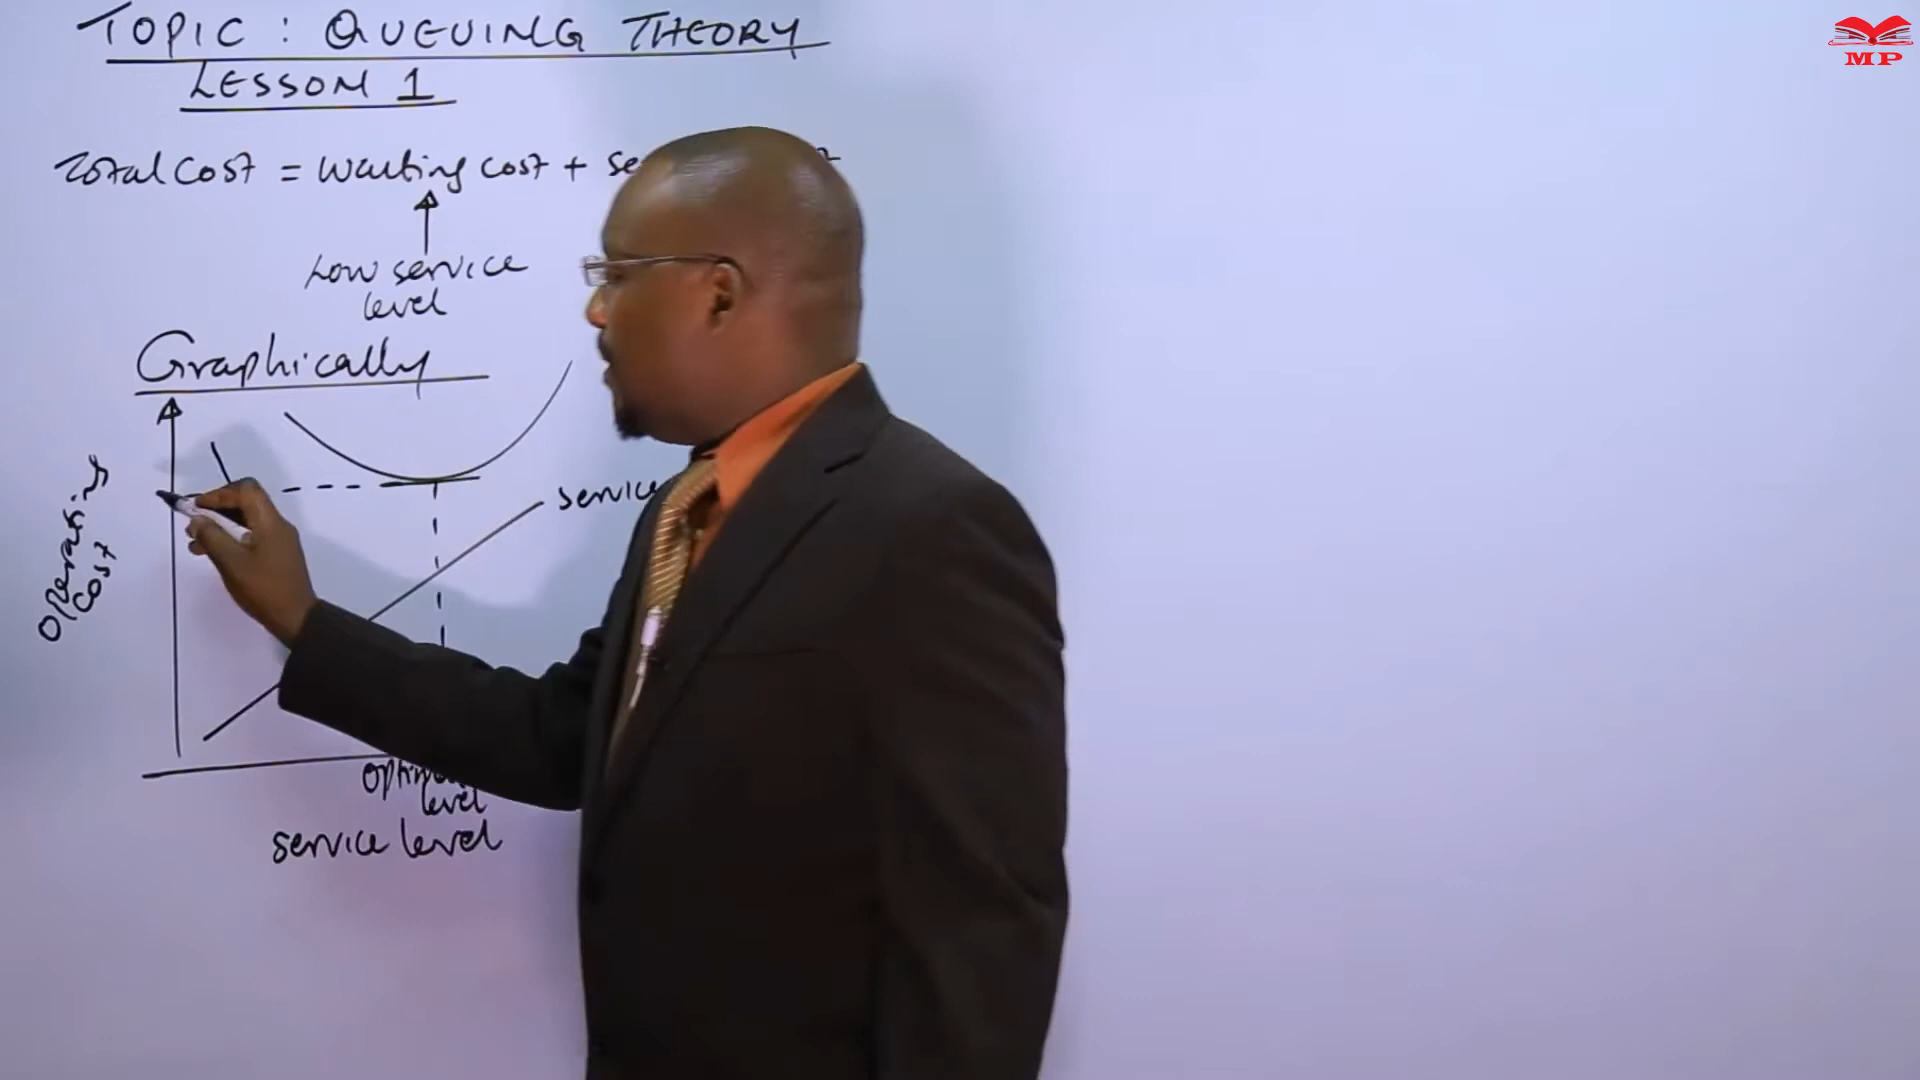 TOPIC : QUEUING THEORY
LESSON 1
Total Cost = Waiting cost +
Low service
level
Graphically
Operating
Cost
service
level
service level
MP